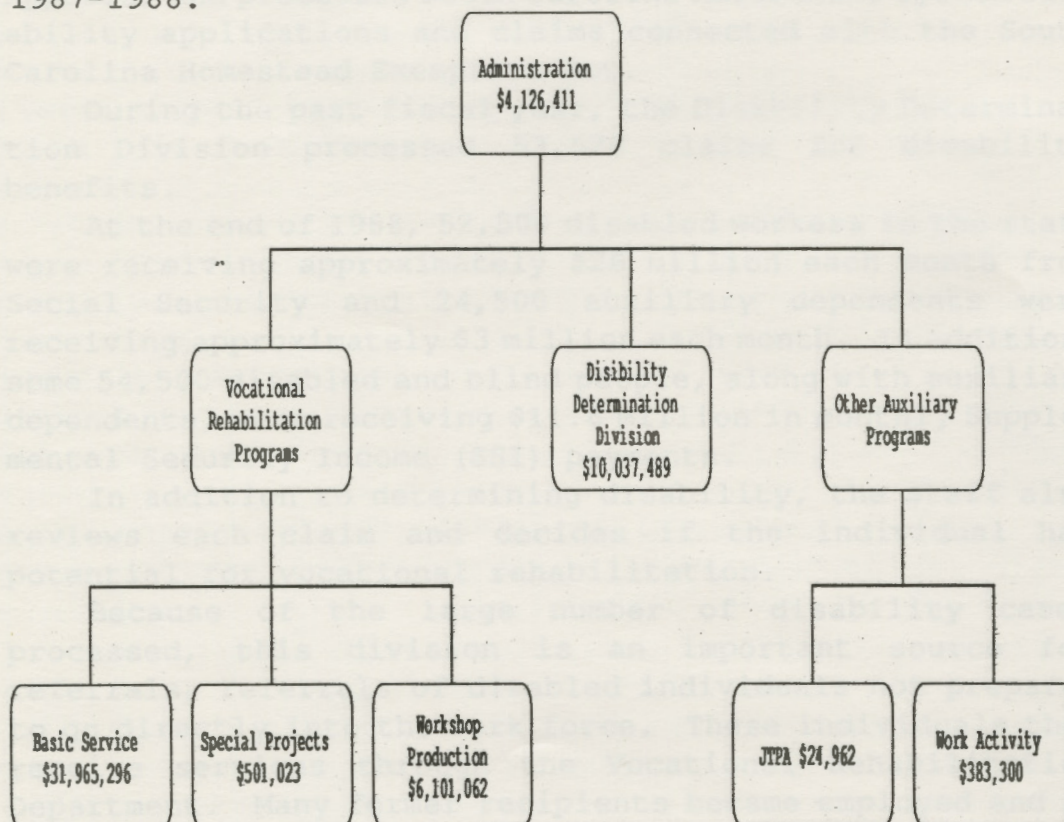 1987-1988.
Administration
$4,126,411
Vocational
Rehabilitation
Programs
Disibility
Determination
Division
$10,037,489
Other Auxiliary
Programs
Basic Service
$31,965,296
Special Projects
$501,023
Workshop
Production
$6,101,062
JTPA $24,962
Work Activity
$383,300